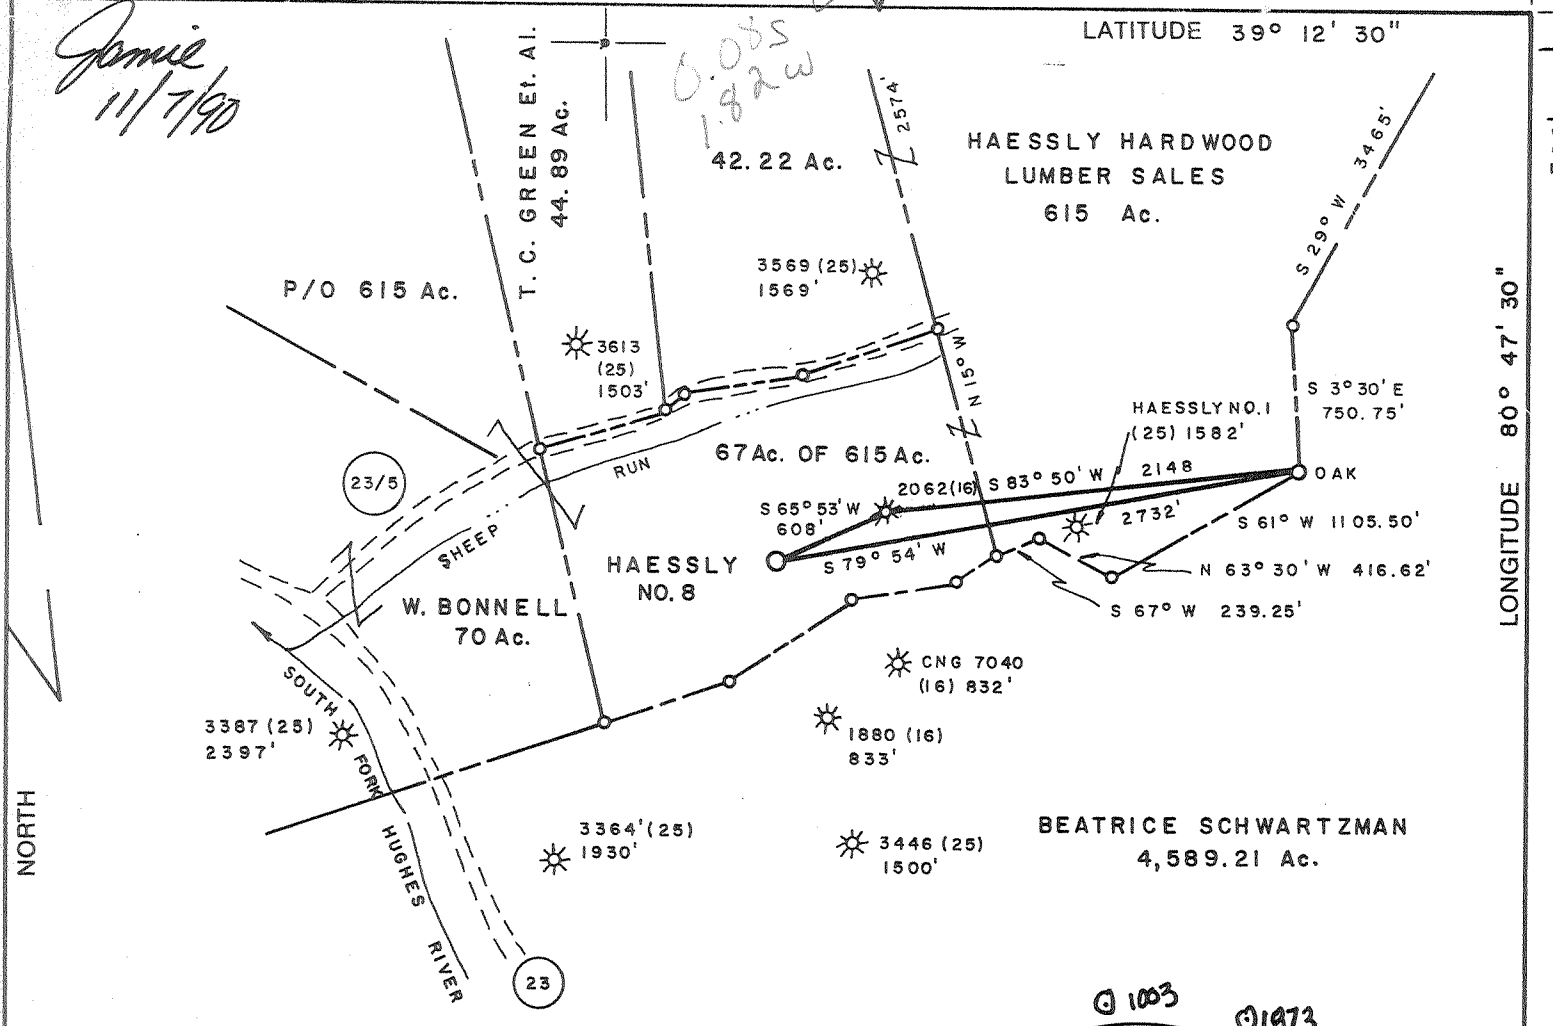 Jamie
11/7/90
T. C. GREEN Et. Al.
44.89 Ac.
0.08S
1.82W
LATITUDE 39° 12' 30"
42.22 Ac.
2574'
HAESSLY HARDWOOD
LUMBER SALES
615 Ac.
S 29° W 3465'
P/O 615 Ac.
3569 (25)
1569'
3613
(25)
1503'
N 15° W
LONGITUDE 80° 47' 30"
S 3° 30' E
750.75'
HAESSLY NO. 1
(25) 1582'
23/5
RUN
67 Ac. OF 615 Ac.
2062 (16)
S 83° 50' W 2148
OAK
S 65° 53' W
608'
2732'
S 79° 54' W
S 61° W 1105.50'
SHEEP
HAESSLY
NO. 8
N 63° 30' W 416.62'
S 67° W 239.25'
W. BONNELL
70 Ac.
CNG 7040
(16) 832'
SOUTH
FORK
HUGHES
RIVER
3387 (25)
2397'
1880 (16)
833'
3364' (25)
1930'
3446 (25)
1500'
BEATRICE SCHWARTZMAN
4,589.21 Ac.
NORTH
23
1003
1973